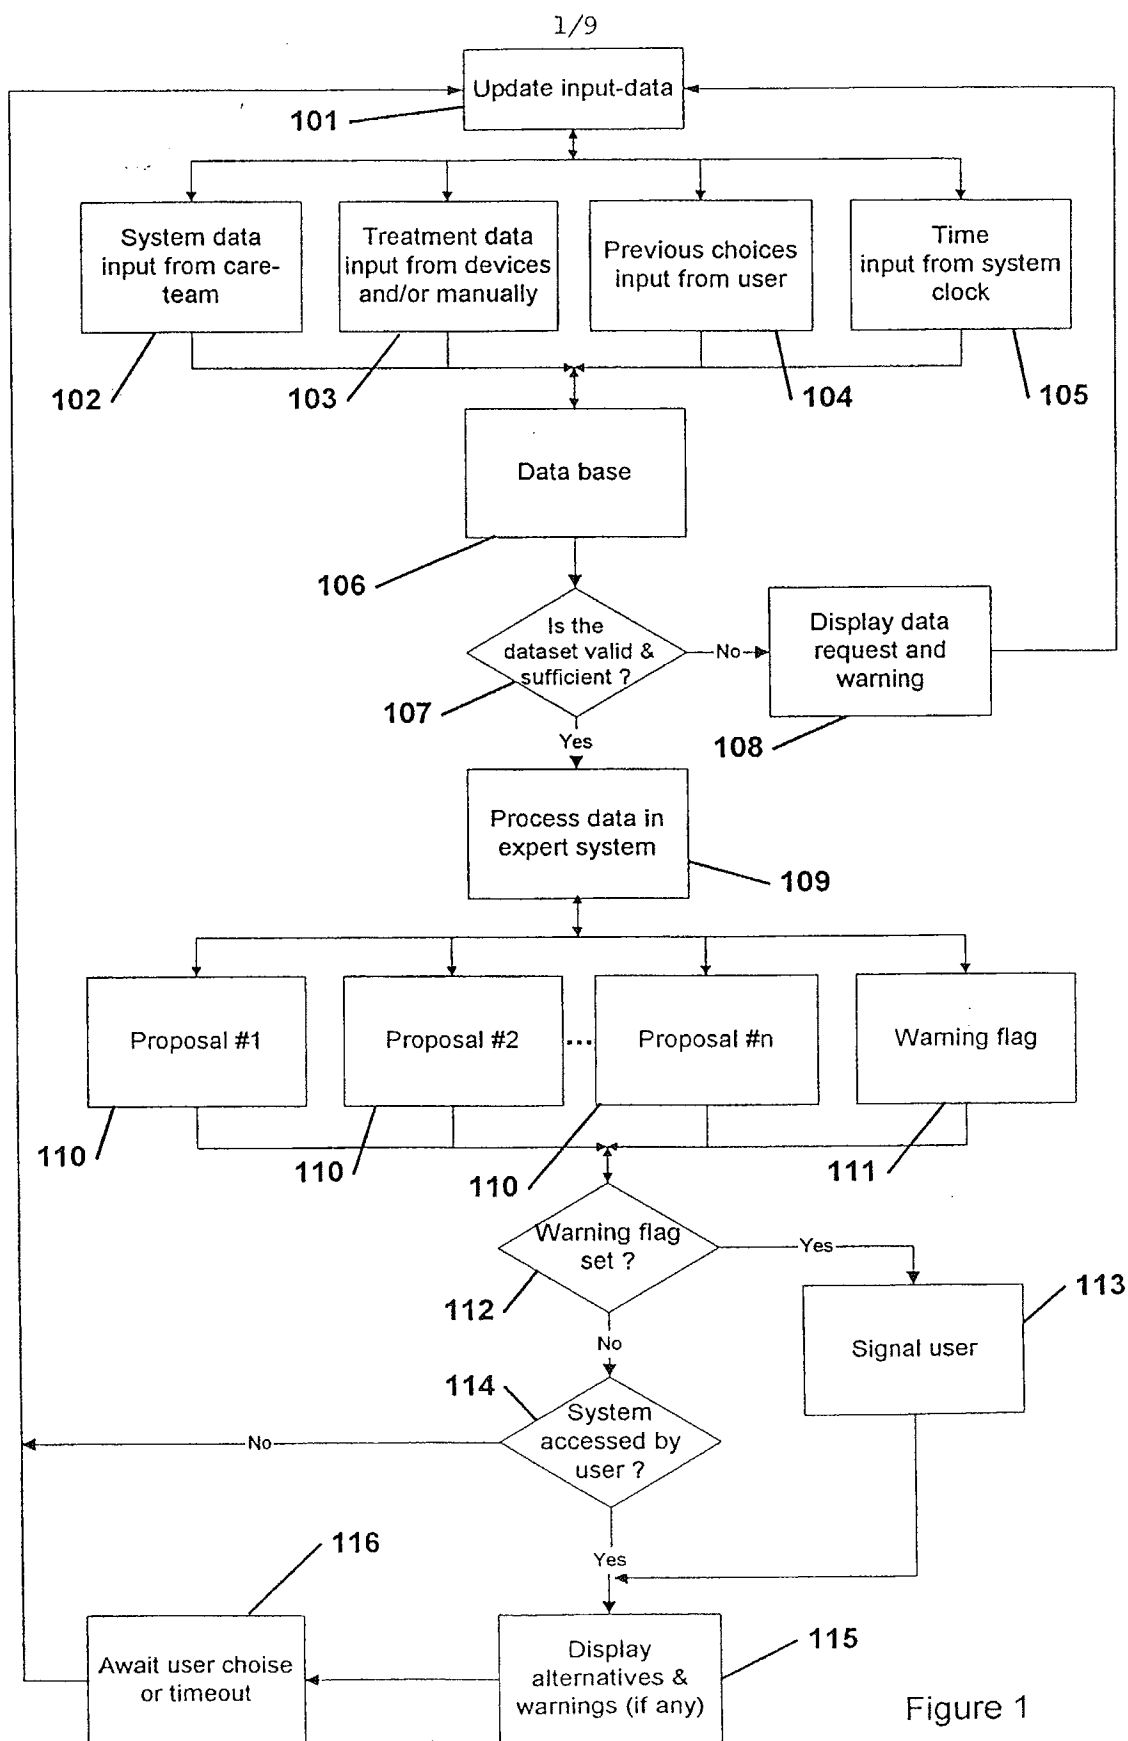 1/9
Update input-data
101
System data
input from care-
team
Treatment data
input from devices
and/or manually
Previous choices
input from user
Time
input from system
clock
102
103
104
105
Data base
106
Is the
dataset valid &
sufficient ?
No
Display data
request and
warning
107
108
Yes
Process data in
expert system
109
Proposal #1
Proposal #2
...
Proposal #n
Warning flag
110
110
110
111
Warning flag
set ?
Yes
112
113
No
Signal user
114
System
accessed by
user ?
No
116
Yes
115
Await user choise
or timeout
Display
alternatives &
warnings (if any)
Figure 1